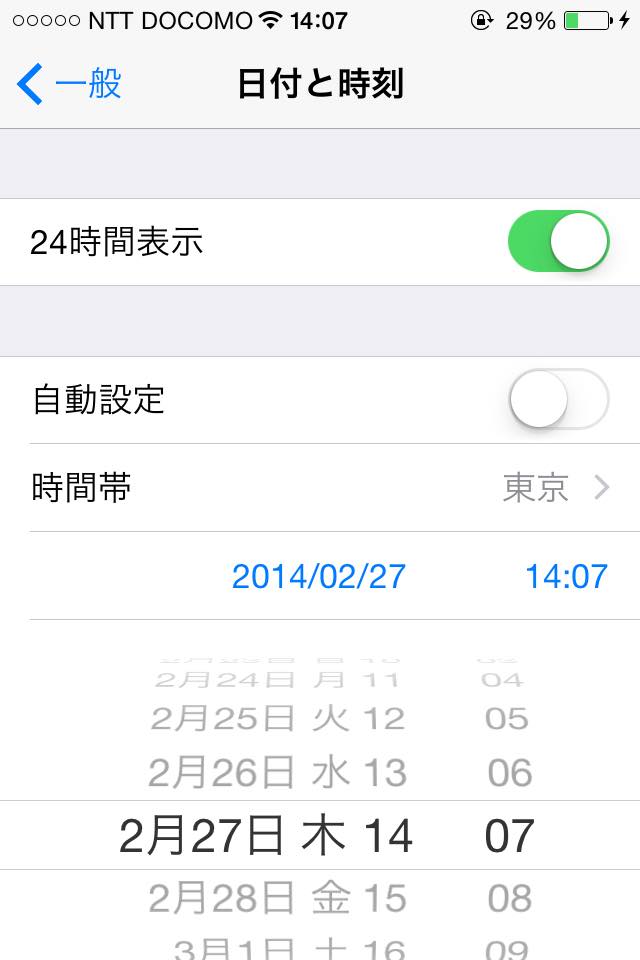 NTT DOCOMO 14:07 29%
一般 日付と時刻
24時間表示
自動設定
時間帯 東京
2014/02/27 14:07
2月24日 月 11 04
2月25日 火 12 05
2月26日 水 13 06
2月27日 木 14 07
2月28日 金 15 08
3月1日 土 16 09